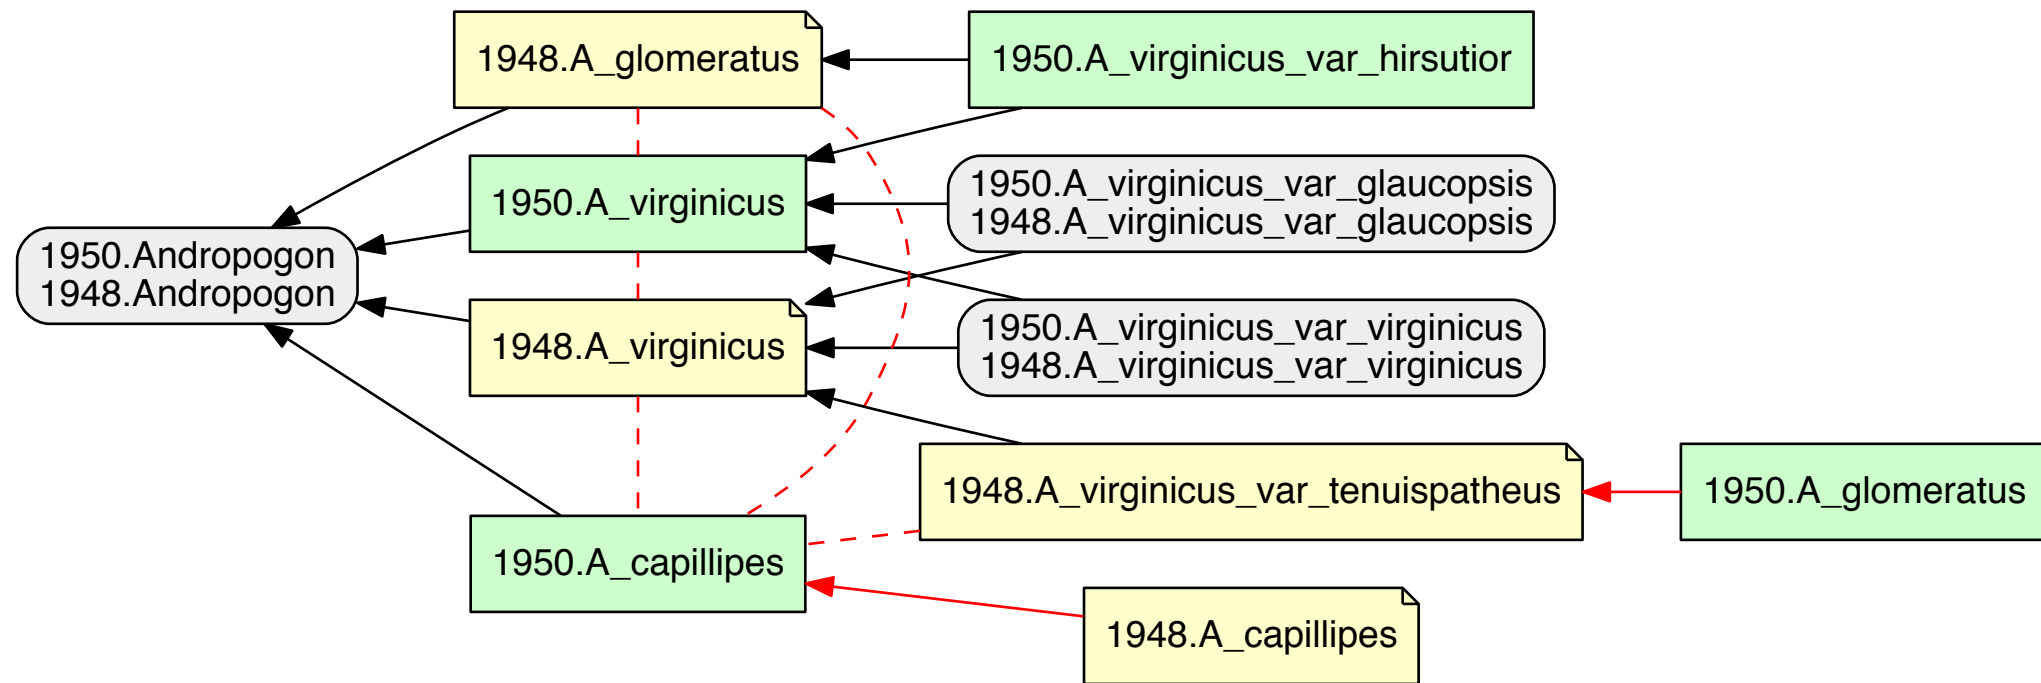 1948.A_glomeratus
1950.A_virginicus_var_hirsutior
1950.A_virginicus
1950.A_virginicus_var_glaucopsis
1948.A_virginicus_var_glaucopsis
1950.Andropogon
1948.Andropogon
1948.A_virginicus
1950.A_virginicus_var_virginicus
1948.A_virginicus_var_virginicus
1948.A_virginicus_var_tenuispatheus
1950.A_glomeratus
1950.A_capillipes
1948.A_capillipes